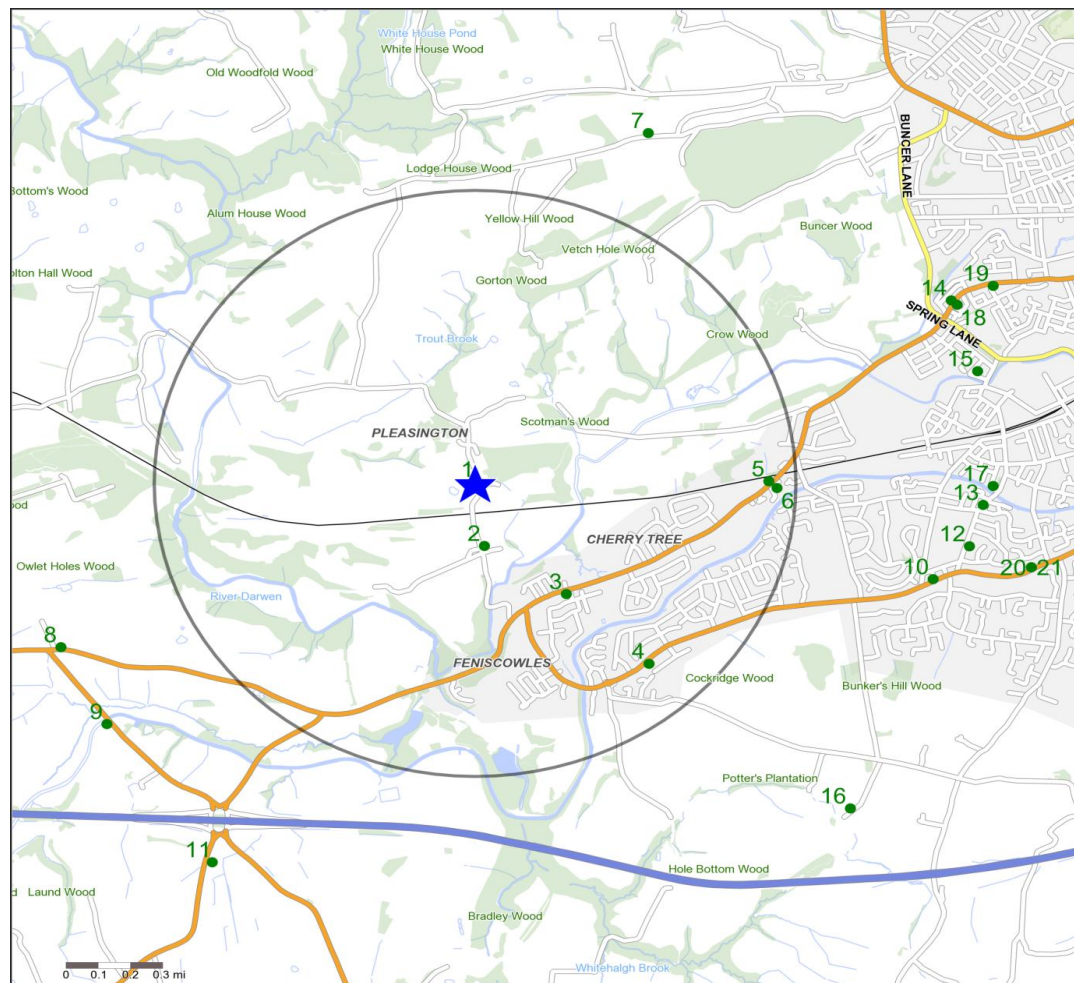 White House Pond
White House Wood
Old Woodfold Wood
7
BUNCER LANE
Lodge House Wood
Bottom's Wood
Alum House Wood
Yellow Hill Wood
Buncer Wood
Vetch Hole Wood
olton Hall Wood
Gorton Wood
19
14
18
Trout Brook
Crow Wood
SPRING LANE
15
Scotman's Wood
PLEASINGTON
1
5
6
17
13
2
CHERRY TREE
12
Owlet Holes Wood
10
20
21
3
River Darwen
8
4
FENISCOWLES
Cockridge Wood
Bunker's Hill Wood
9
Potter's Plantation
16
11
Hole Bottom Wood
d
Laund Wood
Bradley Wood
0 0.1 0.2 0.3 mi
Whitehalgh Brook